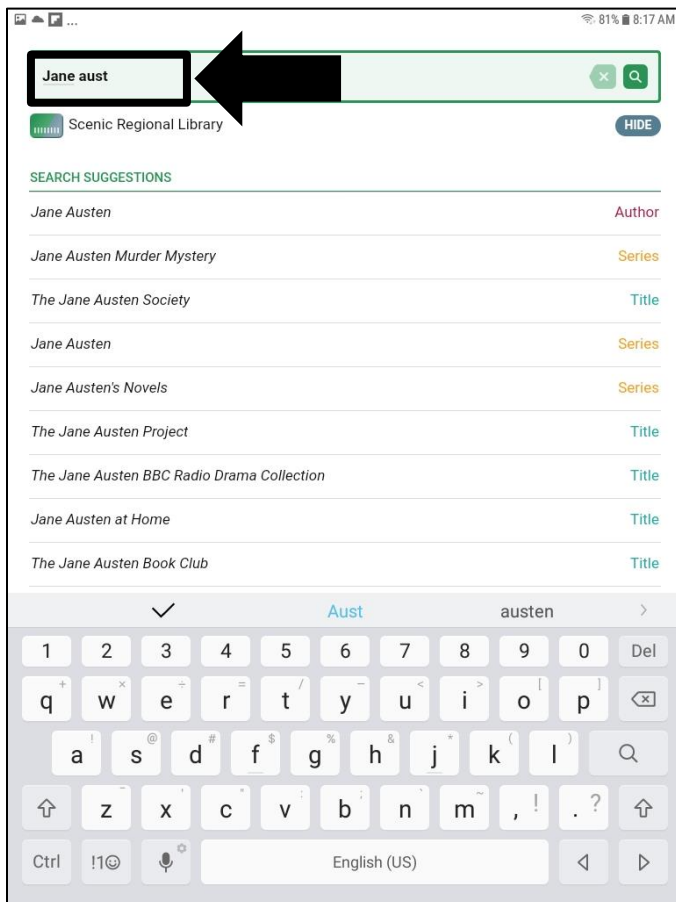 ... 81% 8:17 AM
Jane aust
Scenic Regional Library HIDE
SEARCH SUGGESTIONS
Jane Austen Author
Jane Austen Murder Mystery Series
The Jane Austen Society Title
Jane Austen Series
Jane Austen's Novels Series
The Jane Austen Project Title
The Jane Austen BBC Radio Drama Collection Title
Jane Austen at Home Title
The Jane Austen Book Club Title
Aust austen
1 2 3 4 5 6 7 8 9 0 Del
q + w × e ÷ r = t / y _ u < i > o [ p ]
a ! s @ d # f $ g % h & j * k ( l )
z - x ' c " v : b ; n , m ~ , ! . ?
Ctrl !1☺ English (US)